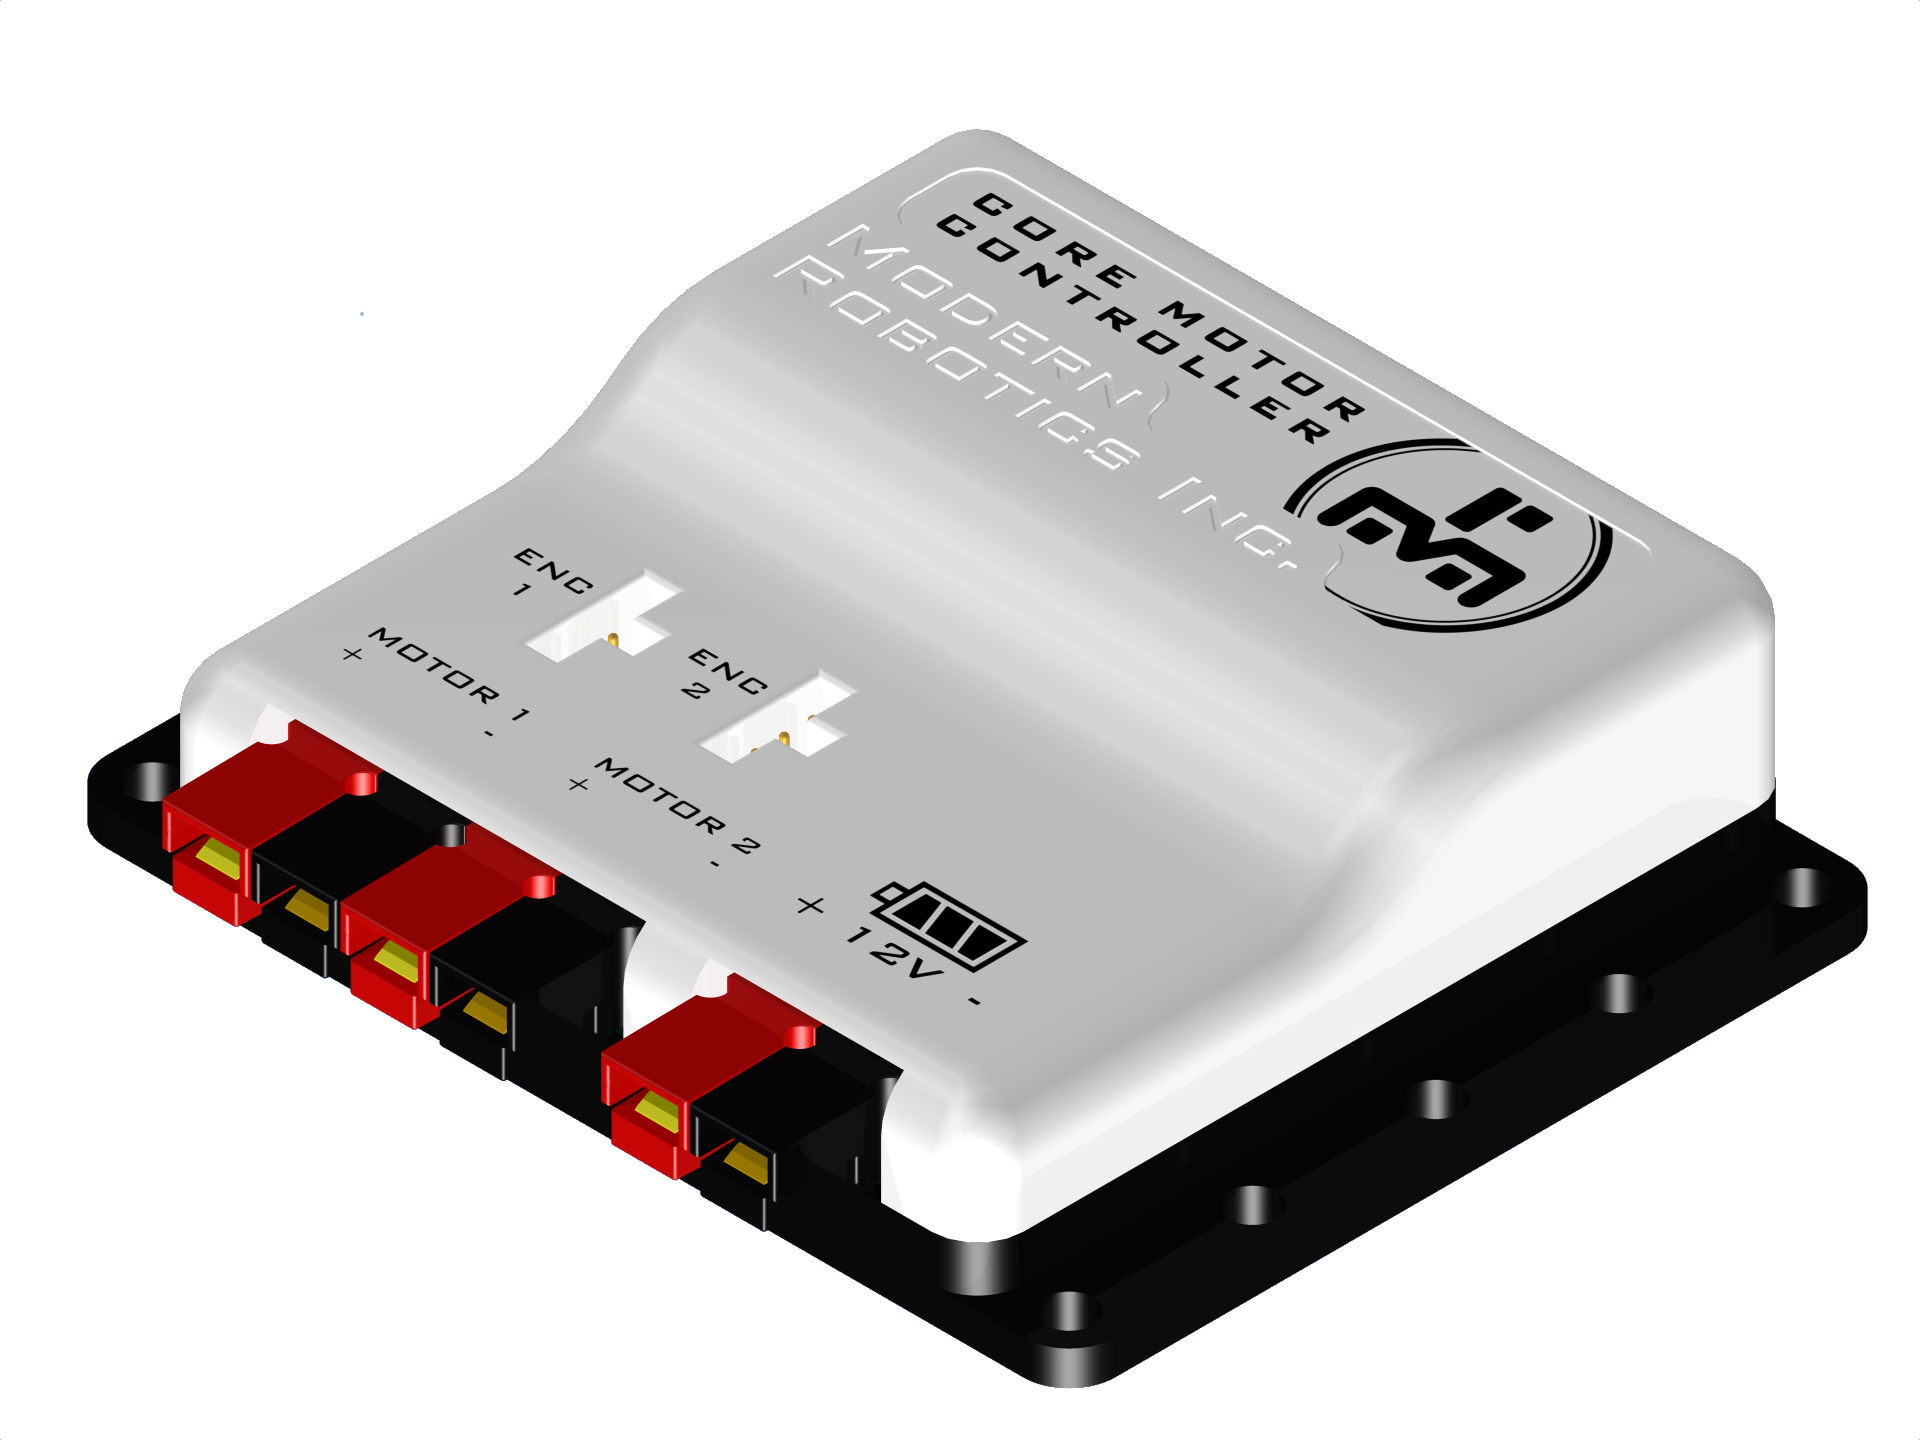 CORE MOTOR
CONTROLLER
MODERN
ROBOTICS INC.
ENC
1
ENC
2
+ MOTOR 1 -
+ MOTOR 2 -
+ 12V -